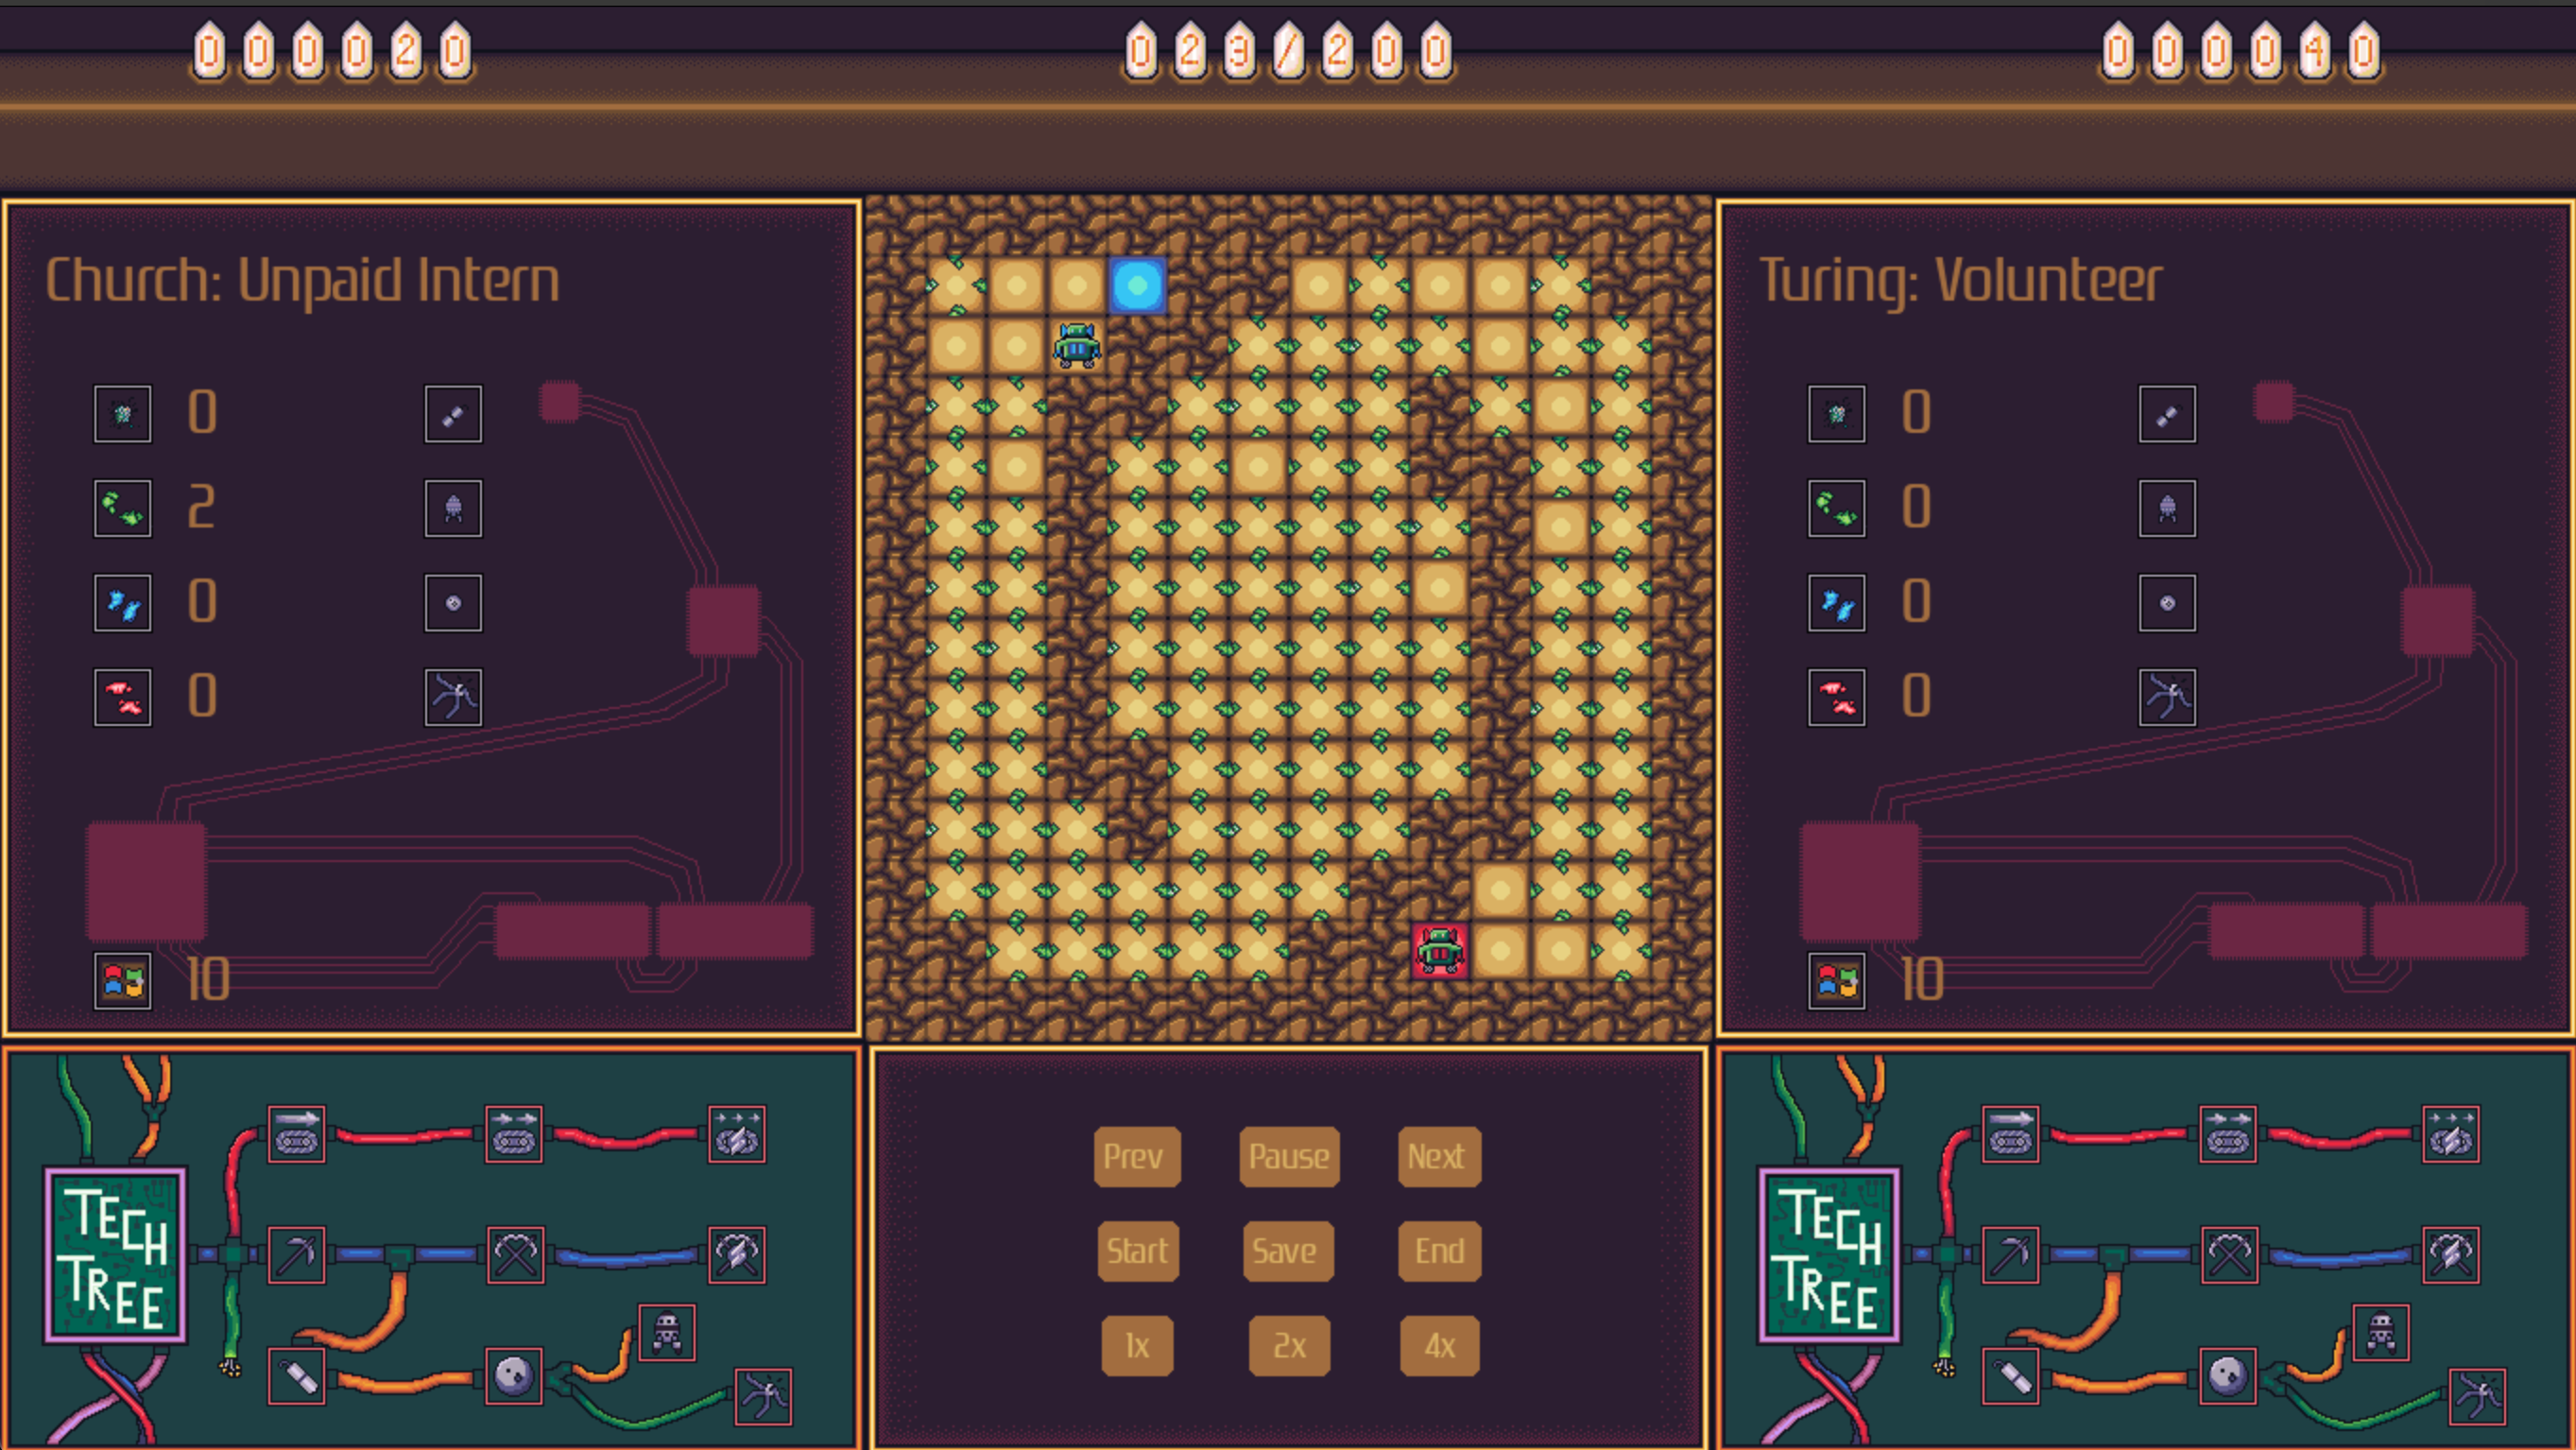 000020
023/200
000040
Church: Unpaid Intern
0
2
0
0
10
Turing: Volunteer
0
0
0
0
10
TECH
TREE
Prev Pause Next
Start Save End
1x 2x 4x
TECH
TREE